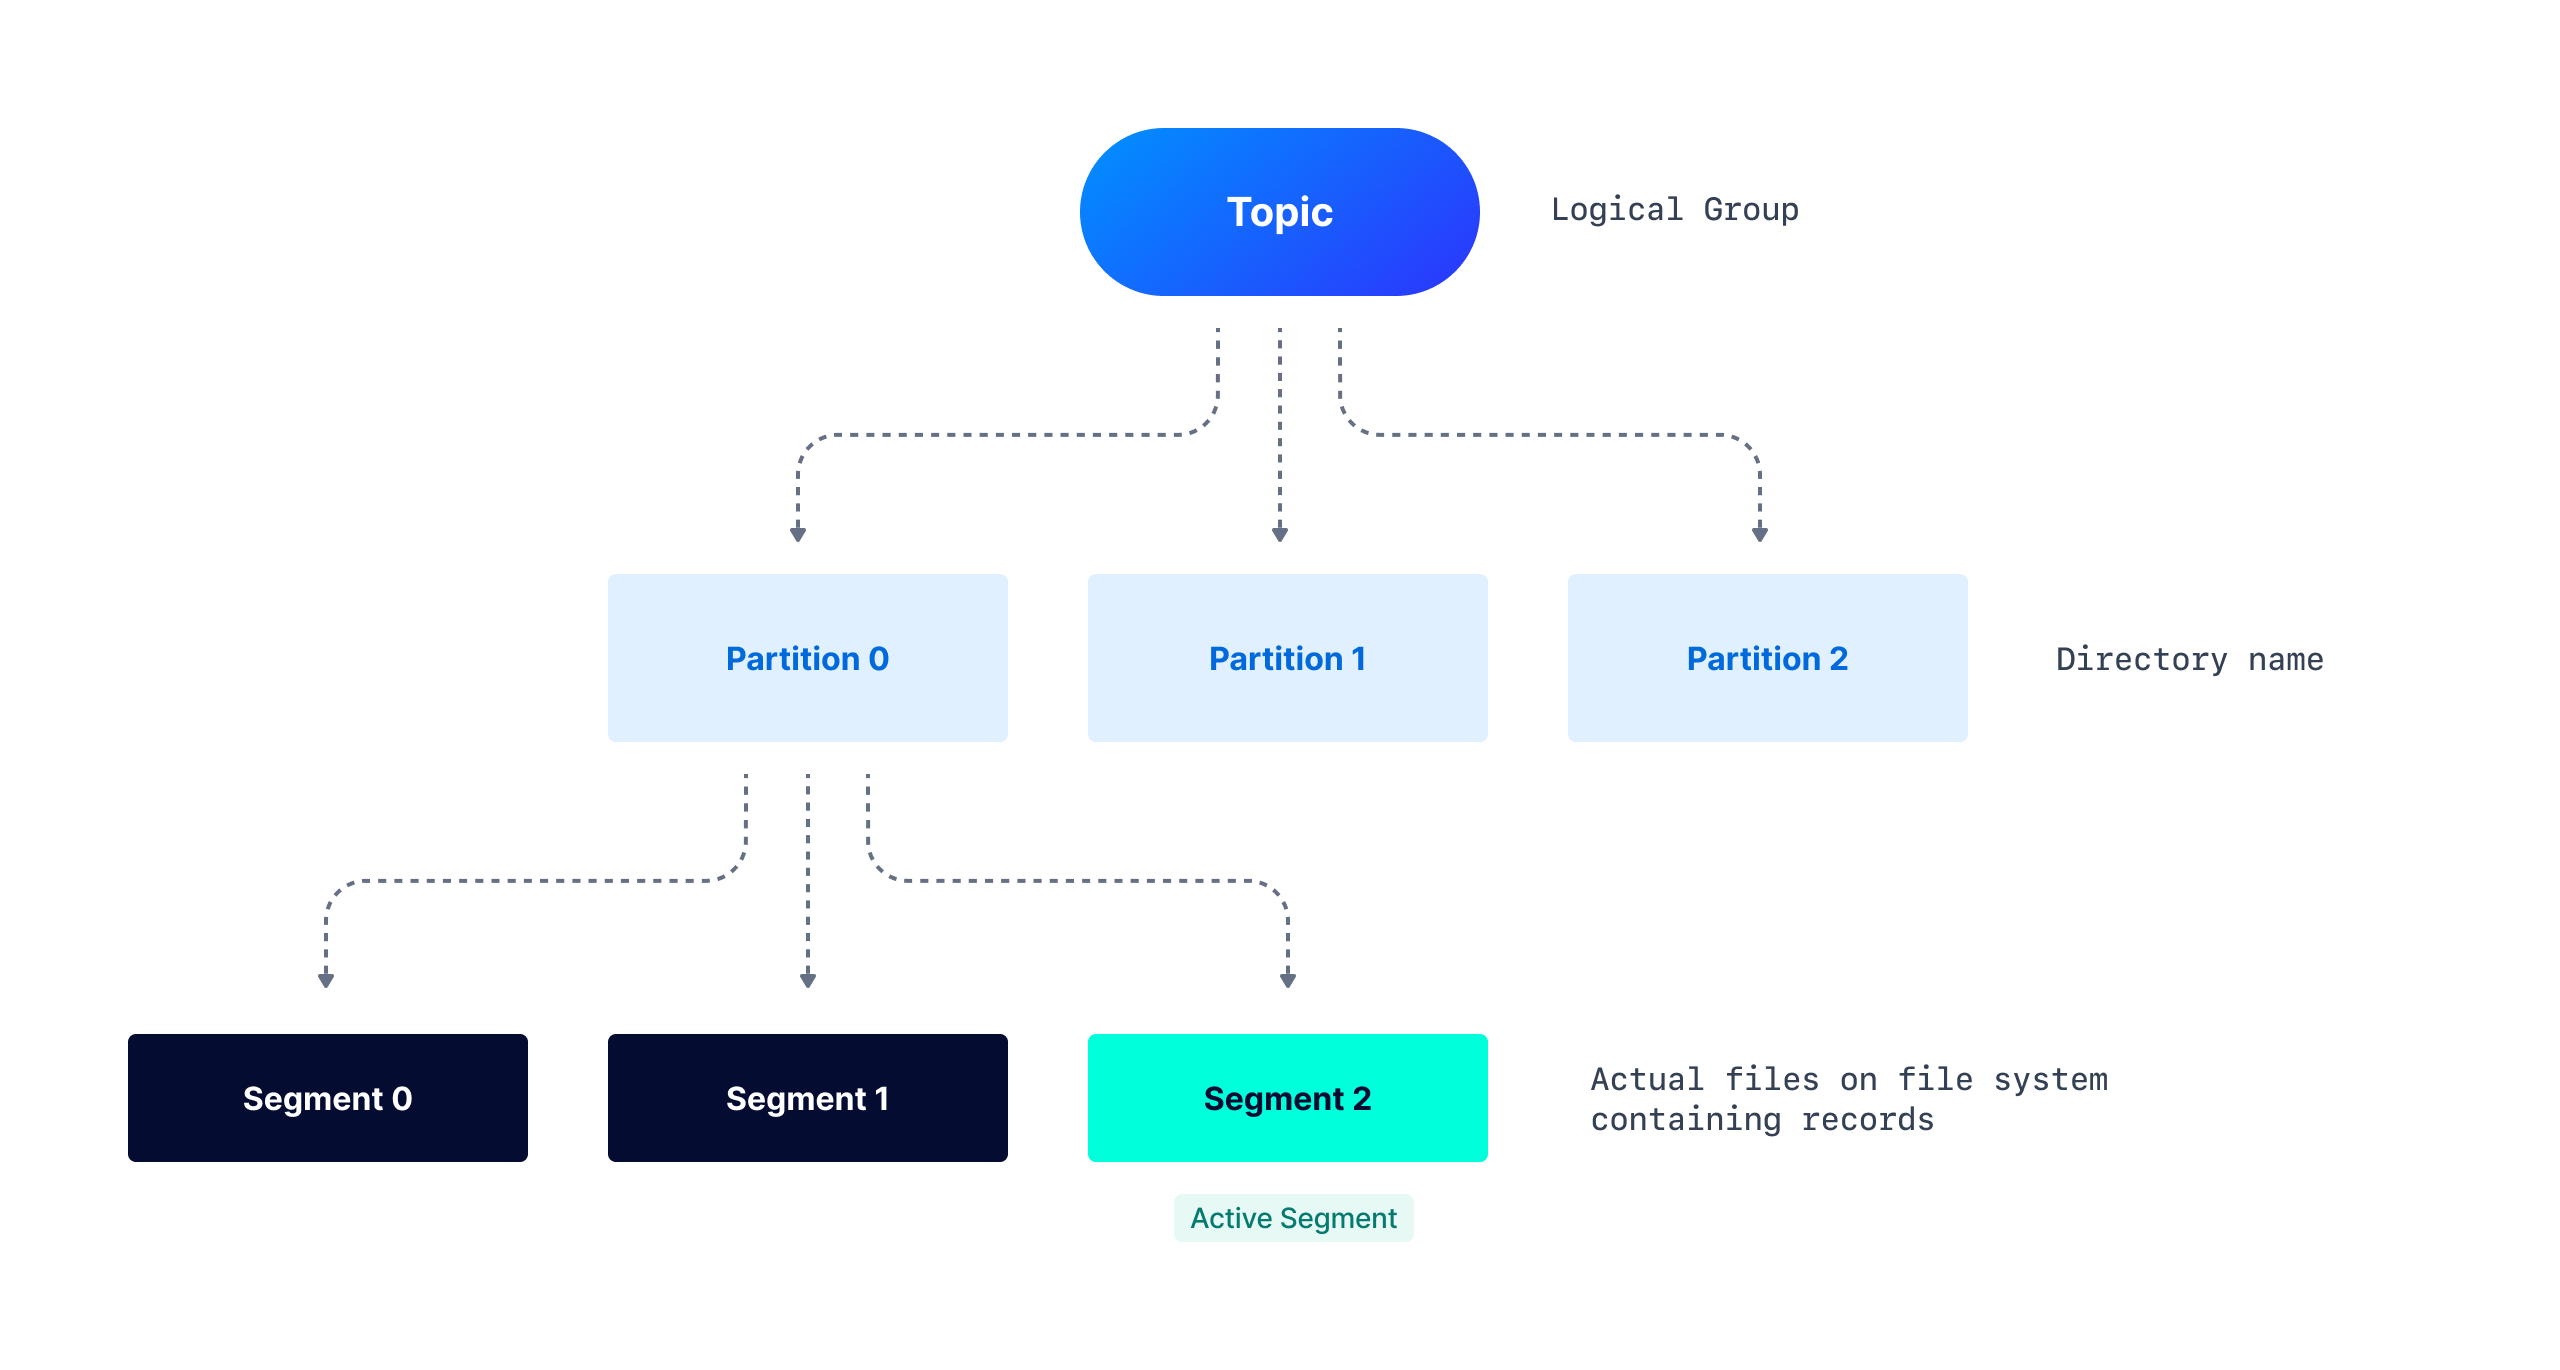 Topic
Logical Group
Partition 0
Partition 1
Partition 2
Directory name
Segment 0
Segment 1
Segment 2
Actual files on file system
containing records
Active Segment